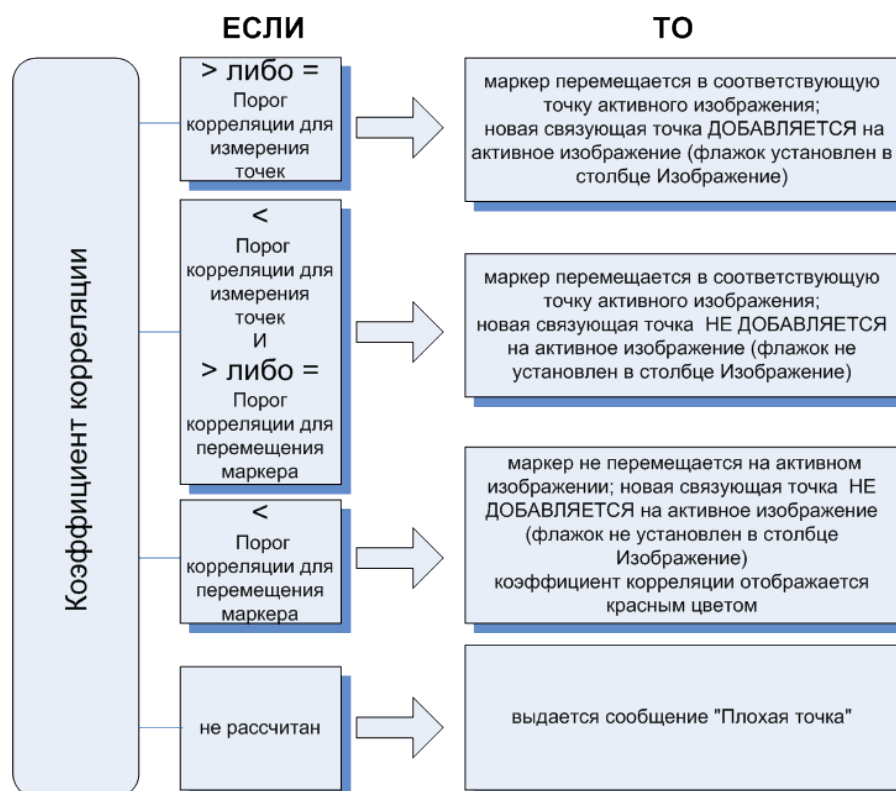 ЕСЛИ
ТО
Коэффициент корреляции
> либо =
Порог
корреляции для
измерения
точек
маркер перемещается в соответствующую
точку активного изображения;
новая связующая точка ДОБАВЛЯЕТСЯ на
активное изображение (флажок установлен в
столбце Изображение)
<
Порог
корреляции для
измерения
точек
И
> либо =
Порог
корреляции для
перемещения
маркера
маркер перемещается в соответствующую
точку активного изображения;
новая связующая точка НЕ ДОБАВЛЯЕТСЯ
на активное изображение (флажок не
установлен в столбце Изображение)
<
Порог
корреляции для
перемещения
маркера
маркер не перемещается на активном
изображении; новая связующая точка НЕ
ДОБАВЛЯЕТСЯ на активное изображение
(флажок не установлен в столбце
Изображение)
коэффициент корреляции отображается
красным цветом
не рассчитан
выдается сообщение "Плохая точка"